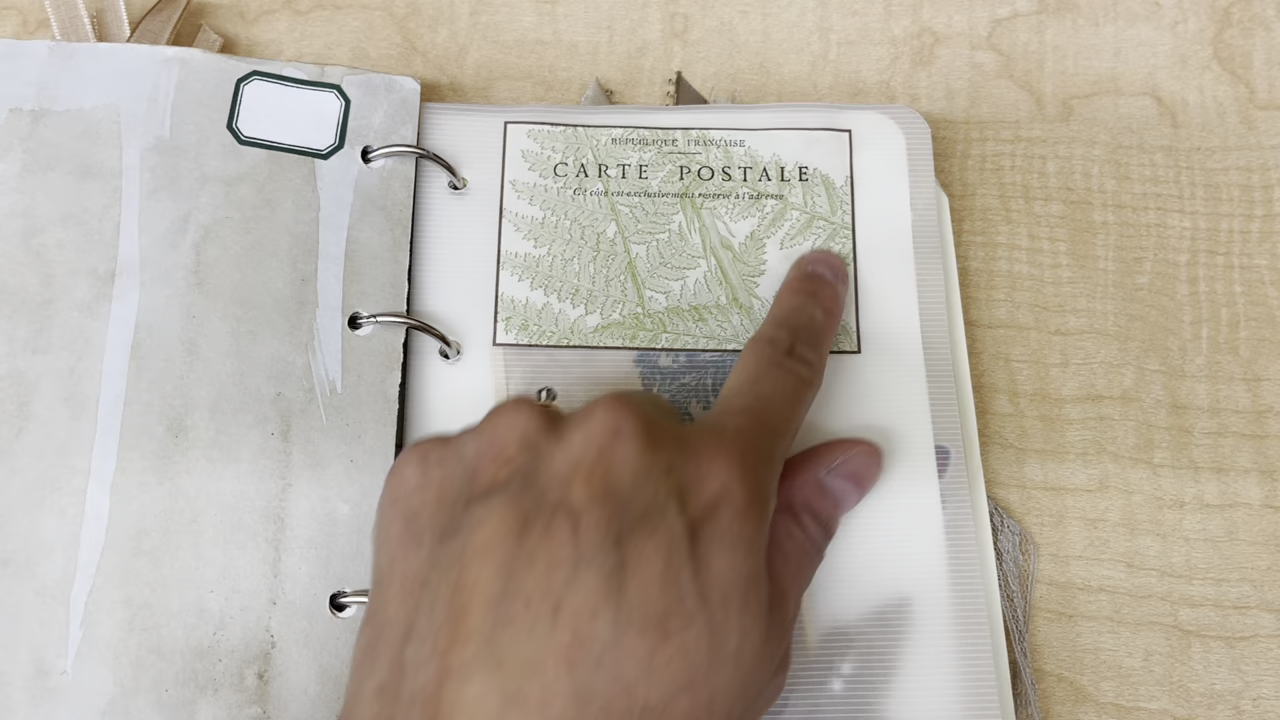 RÉPUBLIQUE FRANÇAISE
CARTE POSTALE
Ce côté est exclusivement réservé à l'adresse